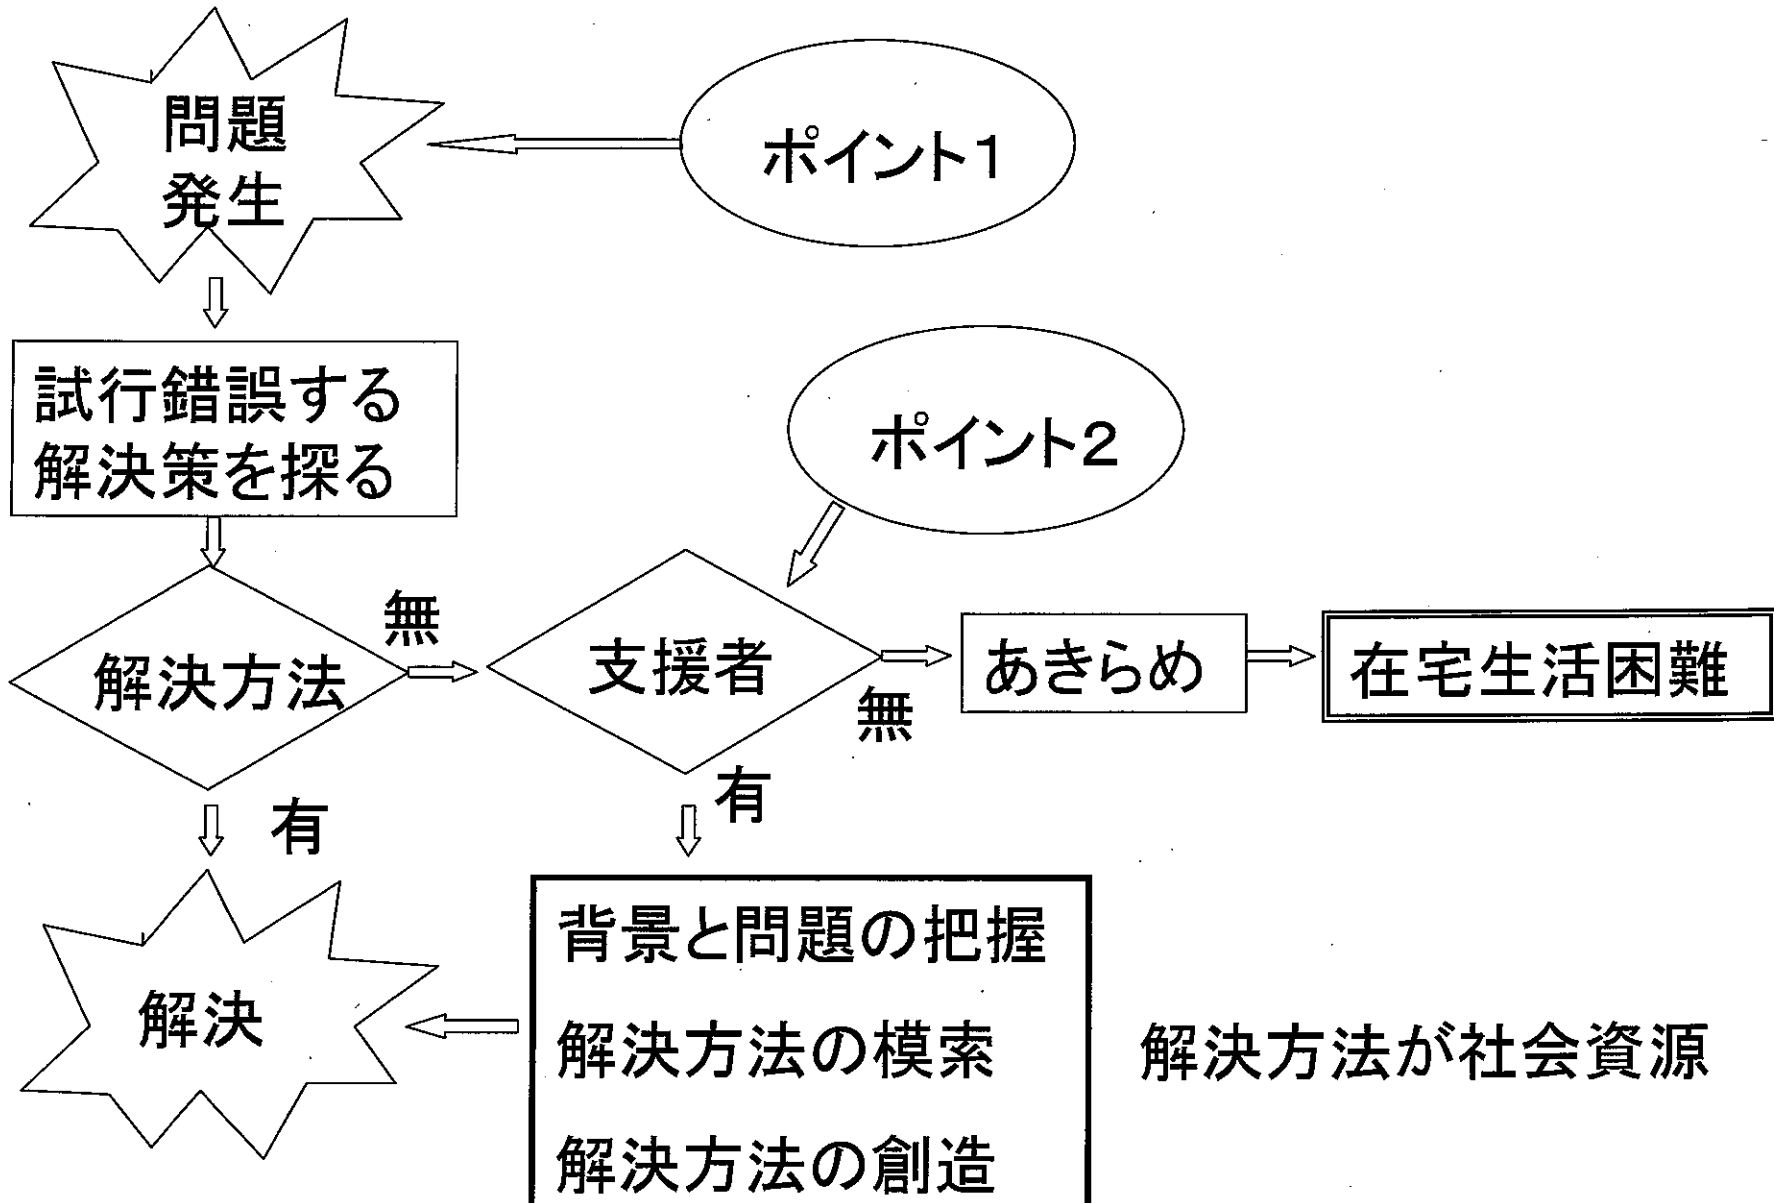 問題
発生
ポイント1
試行錯誤する
解決策を探る
ポイント2
解決方法
無
支援者
無
あきらめ
在宅生活困難
有
有
解決
背景と問題の把握
解決方法の模索
解決方法の創造
解決方法が社会資源